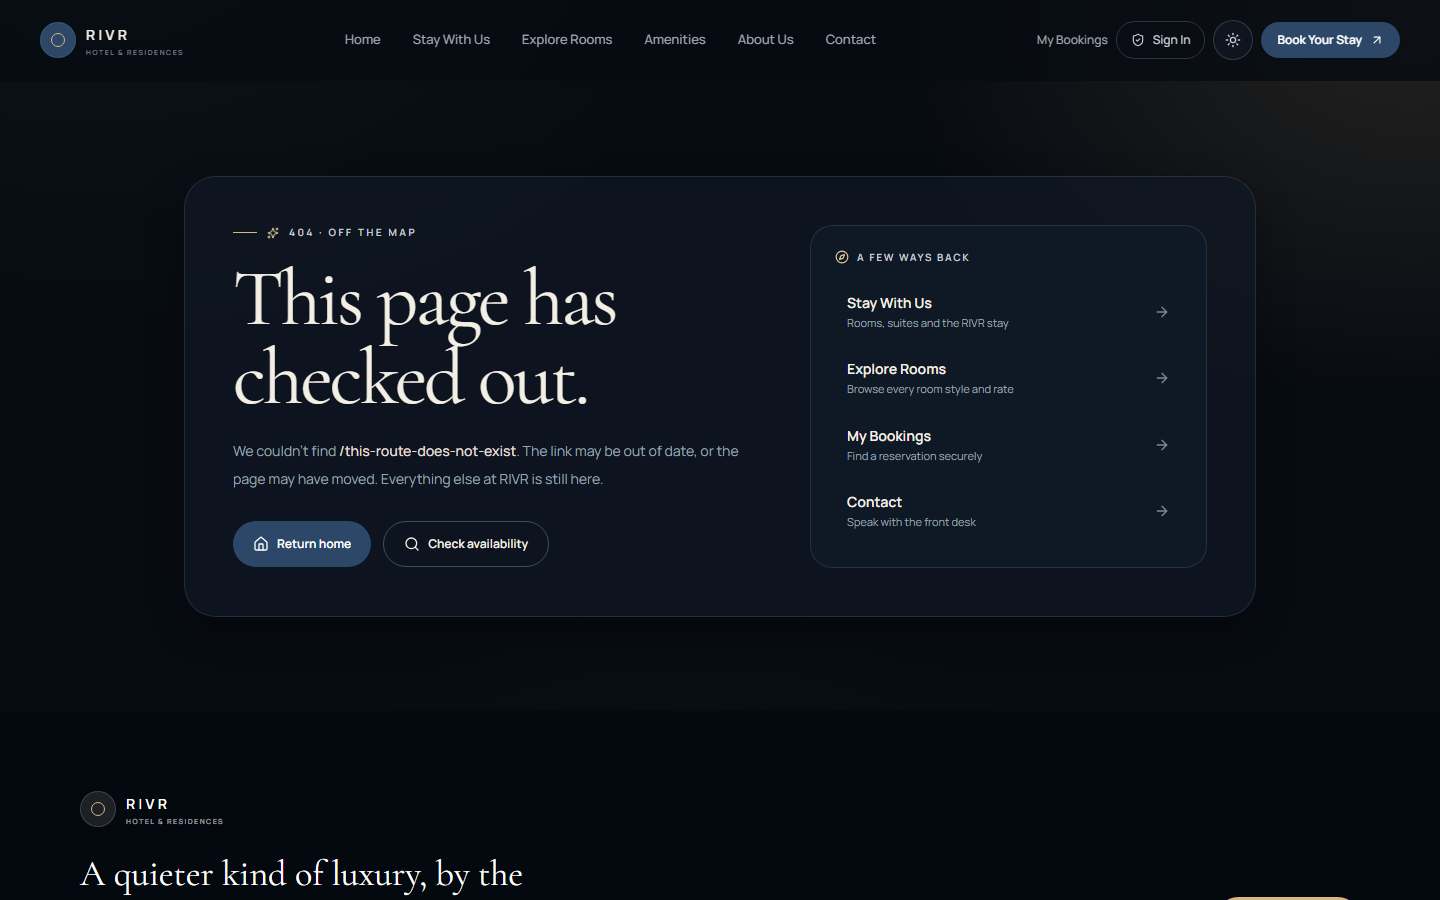 RIVR
HOTEL & RESIDENCES
Home
Stay With Us
Explore Rooms
Amenities
About Us
Contact
My Bookings
Sign In
Book Your Stay
404 · OFF THE MAP
This page has
checked out.
We couldn't find /this-route-does-not-exist. The link may be out of date, or the
page may have moved. Everything else at RIVR is still here.
Return home
Check availability
A FEW WAYS BACK
Stay With Us
Rooms, suites and the RIVR stay
Explore Rooms
Browse every room style and rate
My Bookings
Find a reservation securely
Contact
Speak with the front desk
RIVR
HOTEL & RESIDENCES
A quieter kind of luxury, by the